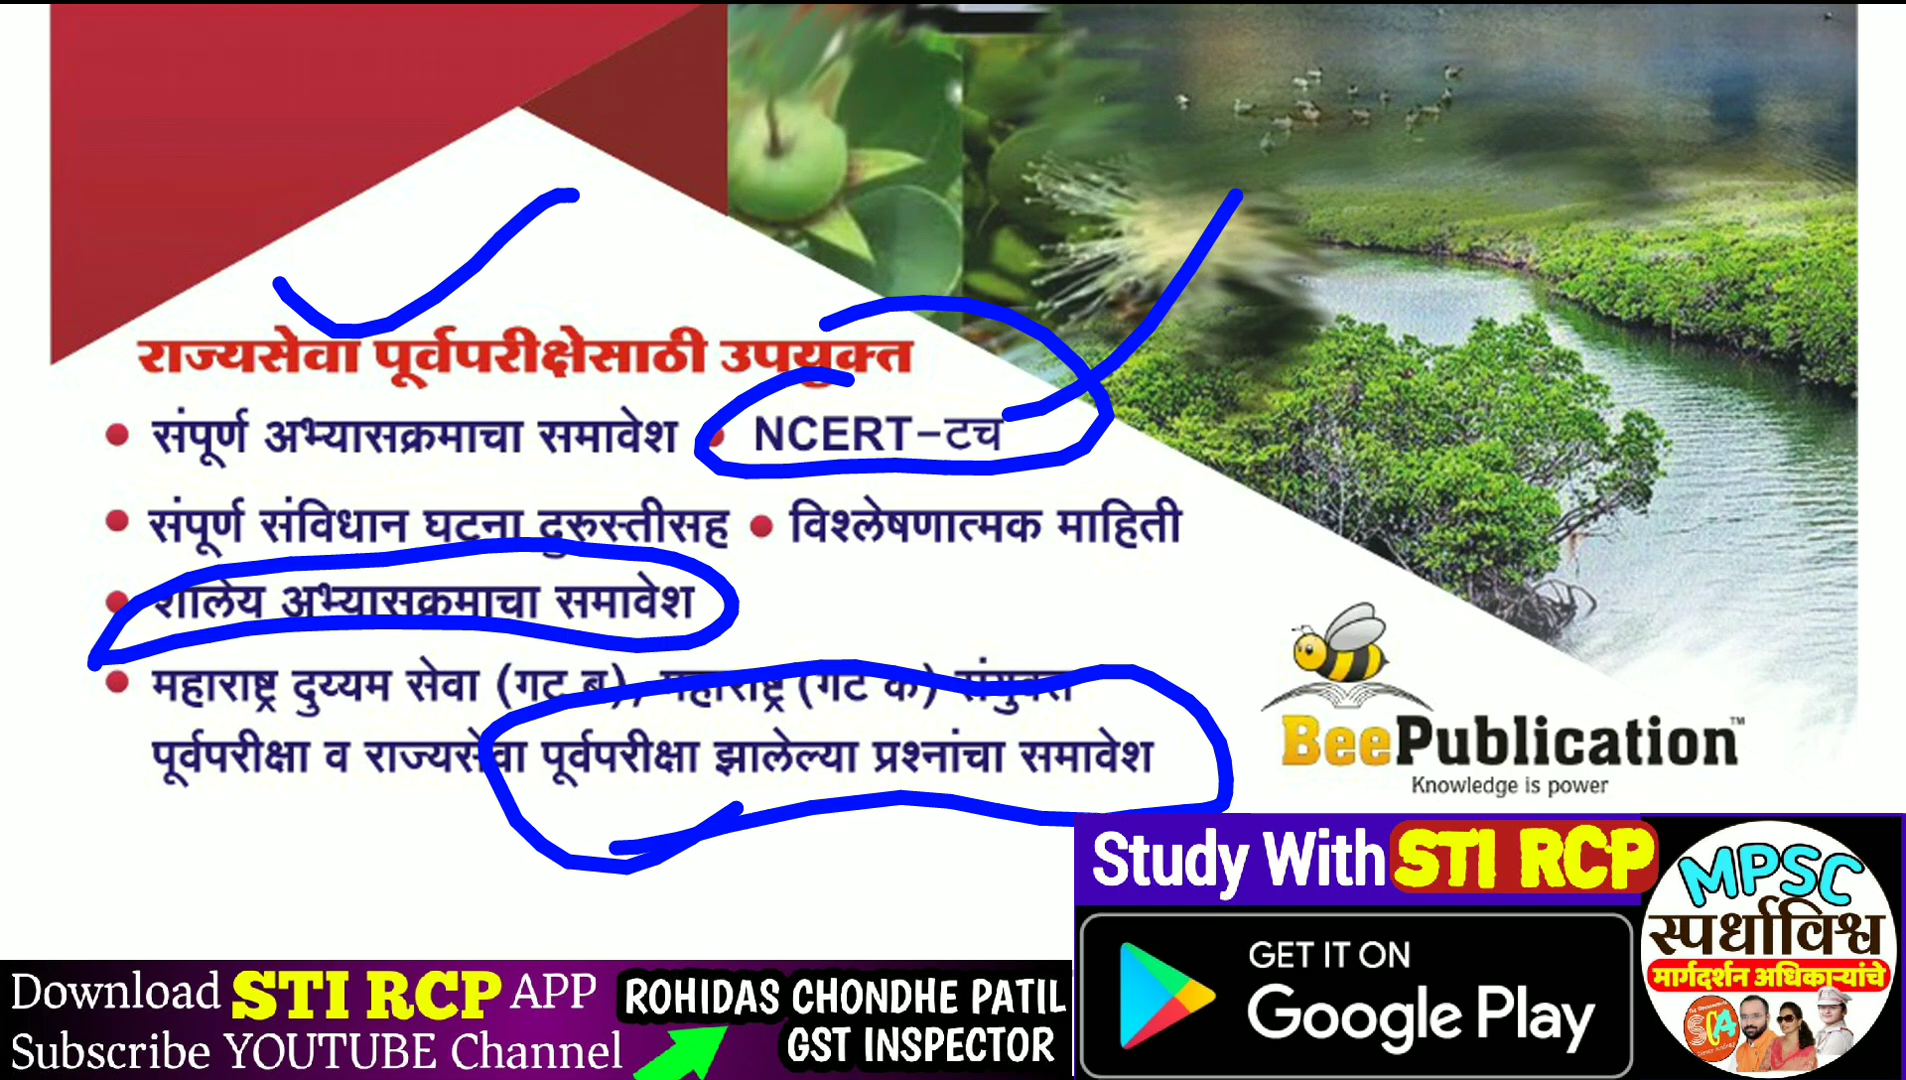 राज्यसेवा पूर्वपरीक्षेसाठी उपयुक्त
• संपूर्ण अभ्यासक्रमाचा समावेश • NCERT-टच
• संपूर्ण संविधान घटना दुरुस्तीसह • विश्लेषणात्मक माहिती
• शालेय अभ्यासक्रमाचा समावेश
• महाराष्ट्र दुय्यम सेवा (गट ब), महाराष्ट्र (गट क) संयुक्त
पूर्वपरीक्षा व राज्यसेवा पूर्वपरीक्षा झालेल्या प्रश्नांचा समावेश
BeePublication™
Knowledge is power
Study With STI RCP
GET IT ON
Google Play
MPSC
स्पर्धाविश्व
मार्गदर्शन अधिकाऱ्यांचे
SCA
Download STI RCP APP
Subscribe YOUTUBE Channel
ROHIDAS CHONDHE PATIL
GST INSPECTOR